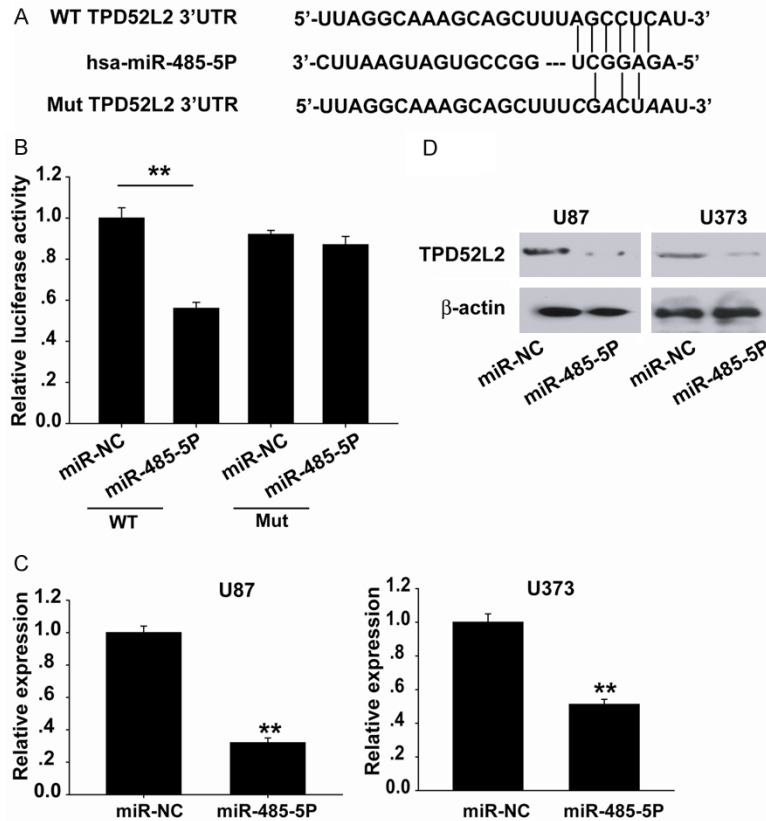 A
WT TPD52L2 3’UTR 5’-UUAGGCAAAGCAGCUUUAGCCUCAU-3’
hsa-miR-485-5P 3’-CUUAAGUAGUGCCGG --- UCGGAGA-5’
Mut TPD52L2 3’UTR 5’-UUAGGCAAAGCAGCUUUCGACUAAU-3’
B
Relative luciferase activity
1.2
1.0
.8
.6
.4
.2
0.0
**
miR-NC
miR-485-5P
miR-NC
miR-485-5P
WT
Mut
D
U87
U373
TPD52L2
β-actin
miR-NC
miR-485-5P
miR-NC
miR-485-5P
C
U87
Relative expression
1.2
1.0
.8
.6
.4
.2
0.0
**
miR-NC
miR-485-5P
U373
Relative expression
1.2
1.0
.8
.6
.4
.2
.0
**
miR-NC
miR-485-5P